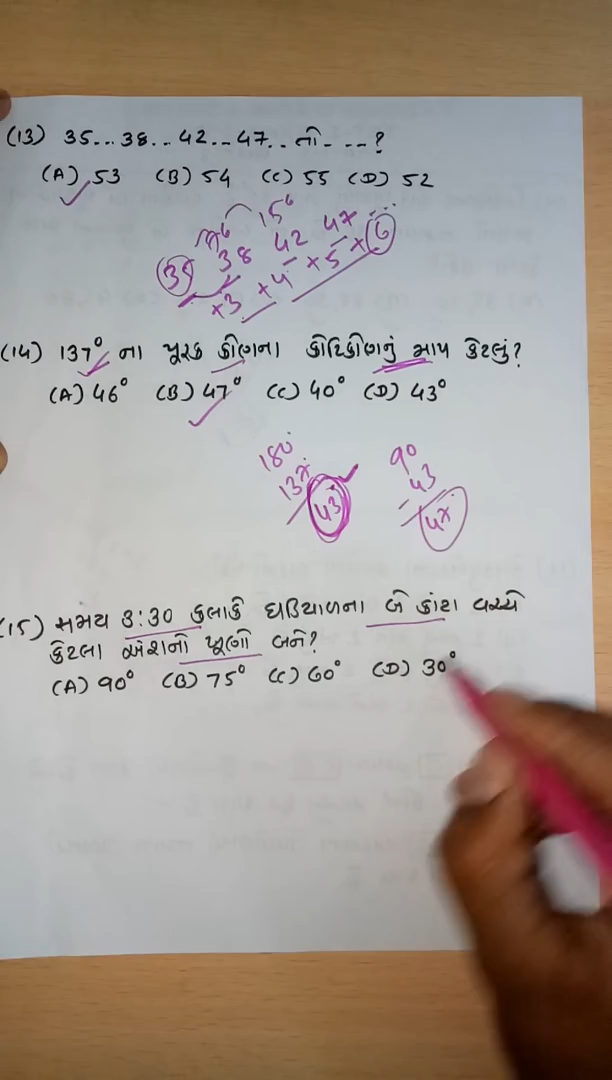 (13) 35...38...42...47..તો---?
(A) 53 (B) 54 (C) 55 (D) 52
15⁶
35 38 42 47...
+3 +4 +5 +6
(14) 137° ના પૂરક કોણના કોટિકોણનું માપ કેટલું?
(A) 46° (B) 47° (C) 40° (D) 43°
180 90
137 43
43 47
(15) સમય 3:30 કલાકે ઘડિયાળના બે કાંટા વચ્ચે
કેટલા અંશનો ખૂણો બને?
(A) 90° (B) 75° (C) 60° (D) 30°